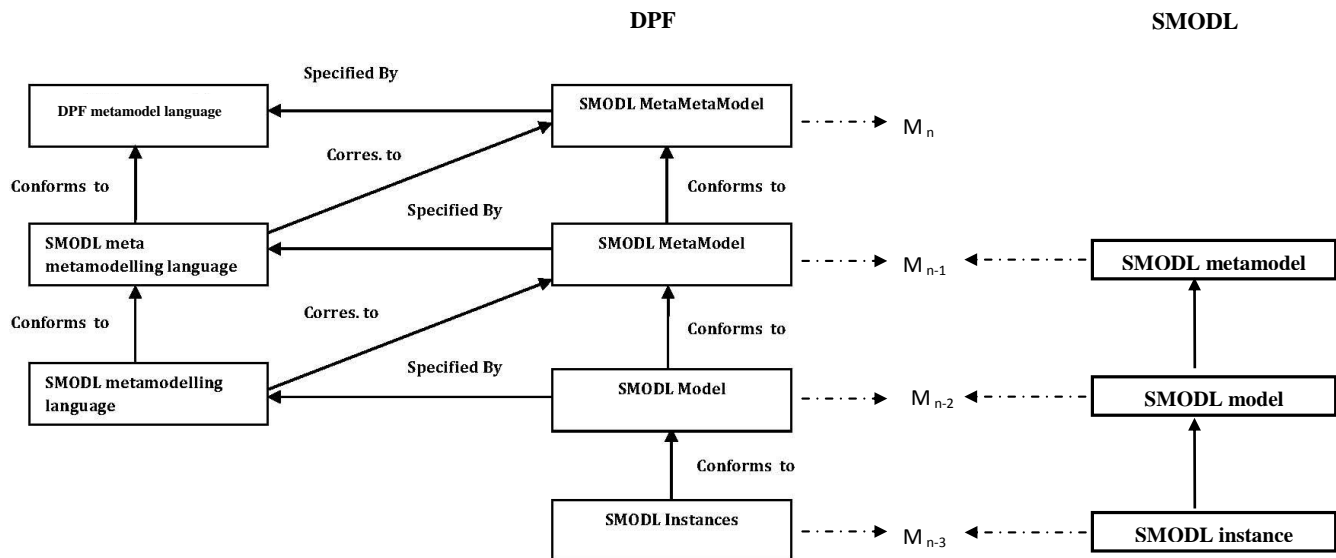 DPF
SMODL
Specified By
DPF metamodel language
SMODL MetaMetaModel
M n
Corres. to
Conforms to
Conforms to
Specified By
SMODL meta
metamodelling language
SMODL MetaModel
M n-1
SMODL metamodel
Conforms to
Corres. to
Conforms to
Specified By
SMODL metamodelling
language
SMODL Model
M n-2
SMODL model
Conforms to
SMODL Instances
M n-3
SMODL instance